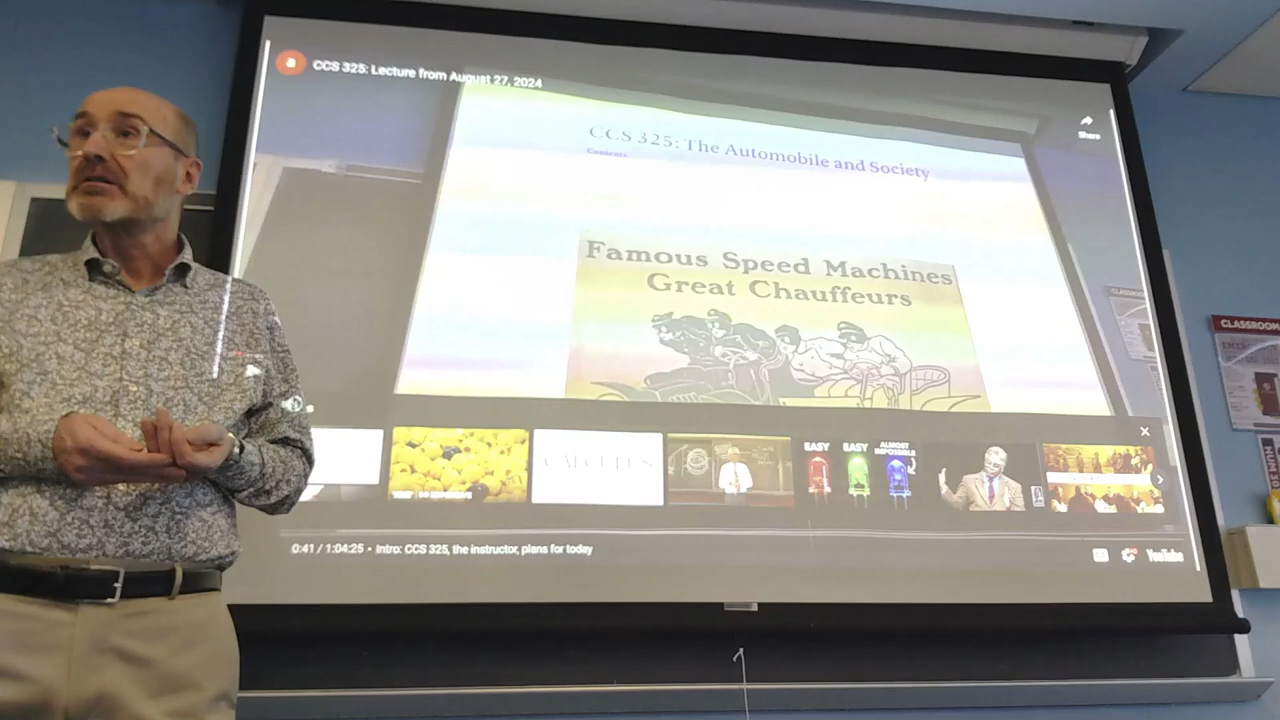 CCS 325: Lecture from August 27, 2024
Share
CCS 325: The Automobile and Society
Contents
Famous Speed Machines
Great Chauffeurs
CLASSROOM
CALCULUS
EASY
EASY
ALMOST
IMPOSSIBLE
0:41 / 1:04:25 • Intro: CCS 325, the instructor, plans for today
YouTube